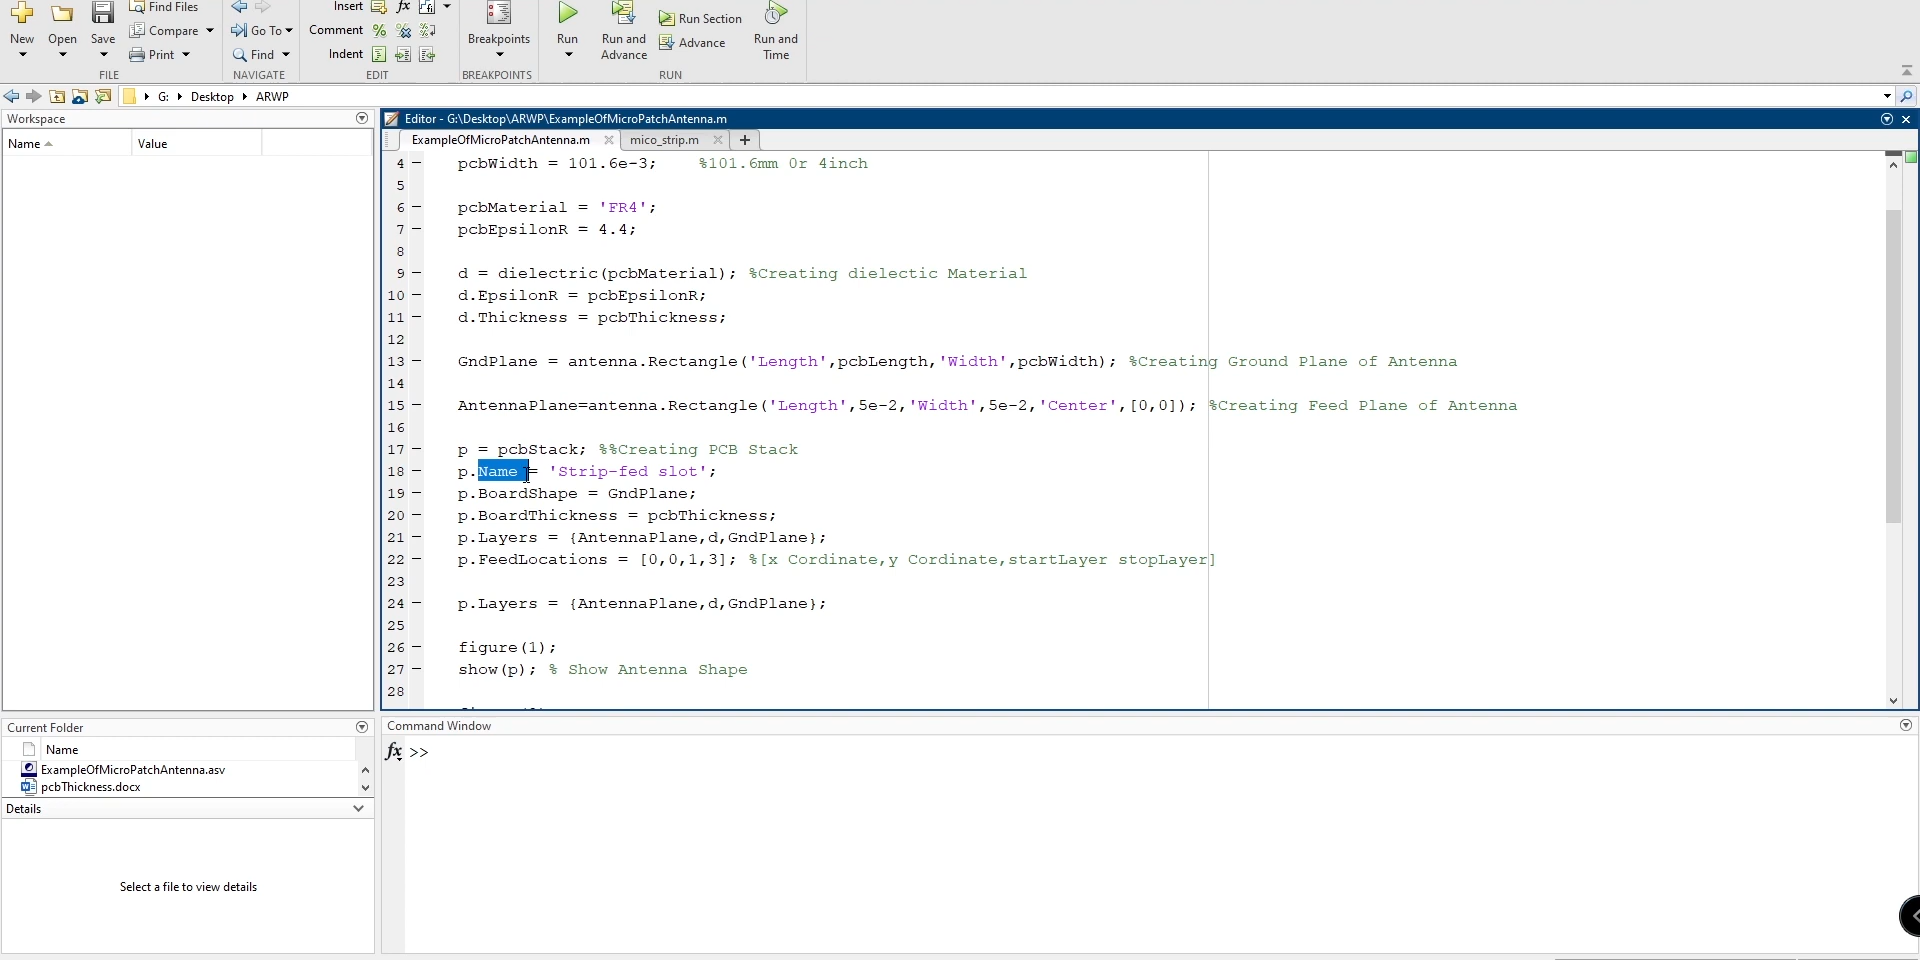 Find Files
Insert
fx
New
Open
Save
Compare
Go To
Comment
%
Breakpoints
Run
Run and
Advance
Run Section
Run and
Time
Print
Find
Indent
Advance
FILE
NAVIGATE
EDIT
BREAKPOINTS
RUN
G:
Desktop
ARWP
Workspace
Name
Value
Editor - G:\Desktop\ARWP\ExampleOfMicroPatchAntenna.m
ExampleOfMicroPatchAntenna.m
mico_strip.m
4 pcbWidth = 101.6e-3; %101.6mm 0r 4inch
5
6 pcbMaterial = 'FR4';
7 pcbEpsilonR = 4.4;
8
9 d = dielectric(pcbMaterial); %Creating dielectic Material
10 d.EpsilonR = pcbEpsilonR;
11 d.Thickness = pcbThickness;
12
13 GndPlane = antenna.Rectangle('Length',pcbLength,'Width',pcbWidth); %Creating Ground Plane of Antenna
14
15 AntennaPlane=antenna.Rectangle('Length',5e-2,'Width',5e-2,'Center',[0,0]); %Creating Feed Plane of Antenna
16
17 p = pcbStack; %%Creating PCB Stack
18 p.Name = 'Strip-fed slot';
19 p.BoardShape = GndPlane;
20 p.BoardThickness = pcbThickness;
21 p.Layers = {AntennaPlane,d,GndPlane};
22 p.FeedLocations = [0,0,1,3]; %[x Cordinate,y Cordinate,startLayer stopLayer]
23
24 p.Layers = {AntennaPlane,d,GndPlane};
25
26 figure(1);
27 show(p); % Show Antenna Shape
28
Current Folder
Name
ExampleOfMicroPatchAntenna.asv
pcbThickness.docx
Details
Select a file to view details
Command Window
fx >>